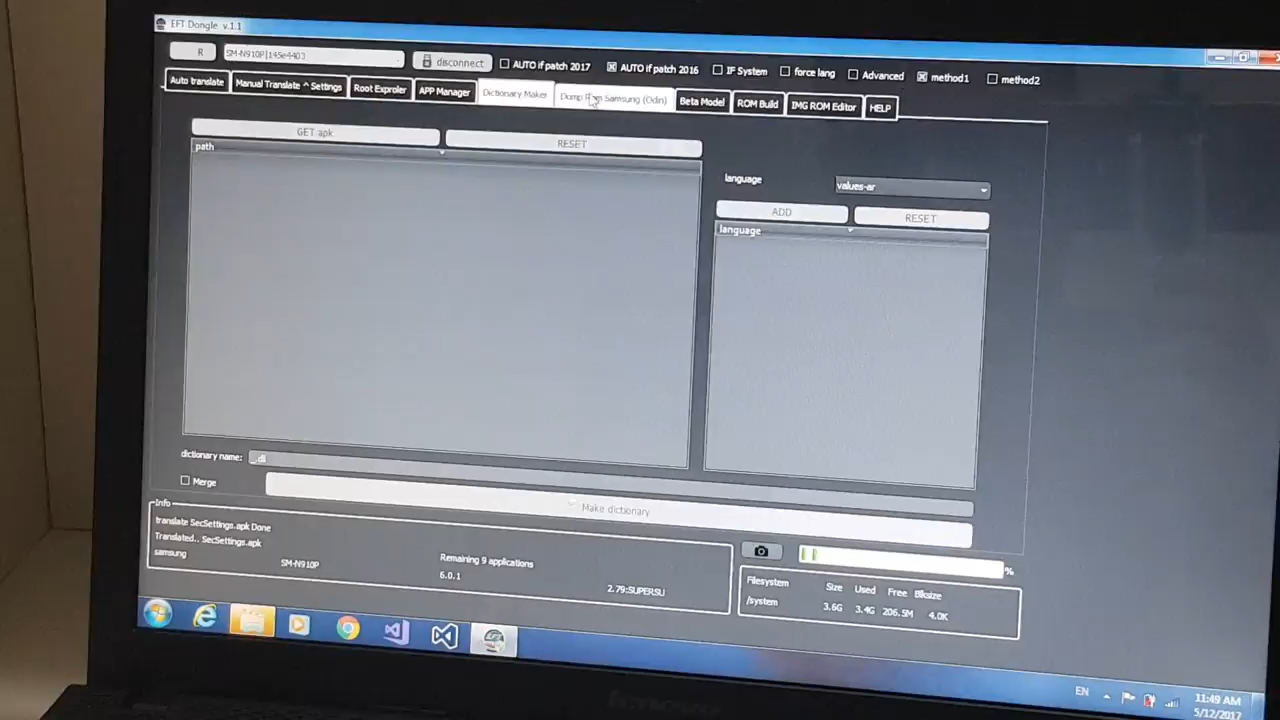 EFT Dongle v.1.1
R SM-N910P|145e4403 disconnect AUTO if patch 2017 AUTO if patch 2016 IF System force lang Advanced method1 method2
Auto translate Manual Translate ^ Settings Root Exproler APP Manager Dictionary Maker Samsung (Odin) Beta Model ROM Build IMG ROM Editor HELP
GET apk RESET
path
language values-ar
ADD RESET
language
dictionary name: _.dll
Merge
Make dictionary
Info
translate SecSettings.apk Done
Translated.. SecSettings.apk
samsung SM-N910P
Remaining 9 applications
6.0.1
2.79:SUPERSU
%
Filesystem Size Used Free Blksize
/system 3.6G 3.4G 206.5M 4.0K
EN
11:49 AM
5/12/2017